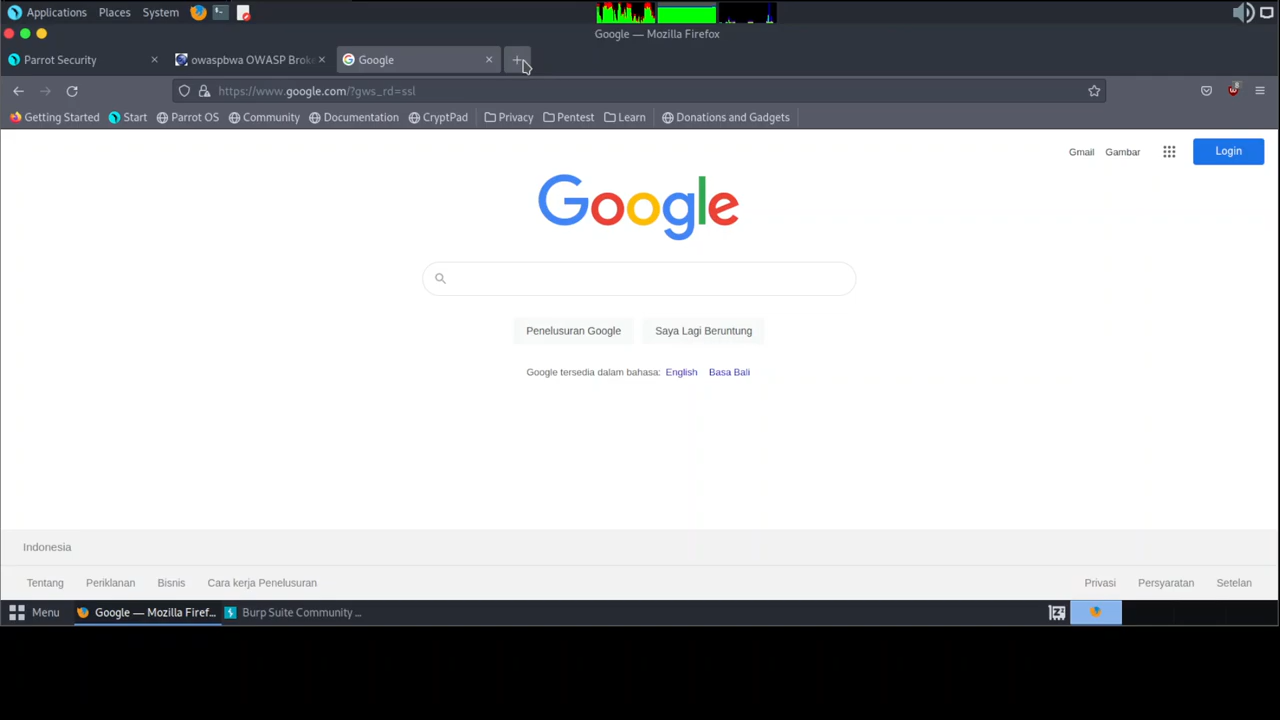 Applications Places System
Google — Mozilla Firefox
Parrot Security
owaspbwa OWASP Brok
Google
https://www.google.com/?gws_rd=ssl
Getting Started Start Parrot OS Community Documentation CryptPad Privacy Pentest Learn Donations and Gadgets
Gmail Gambar Login
Google
Penelusuran Google Saya Lagi Beruntung
Google tersedia dalam bahasa: English Basa Bali
Indonesia
Tentang Periklanan Bisnis Cara kerja Penelusuran Privasi Persyaratan Setelan
Menu Google — Mozilla Firef... Burp Suite Community ...